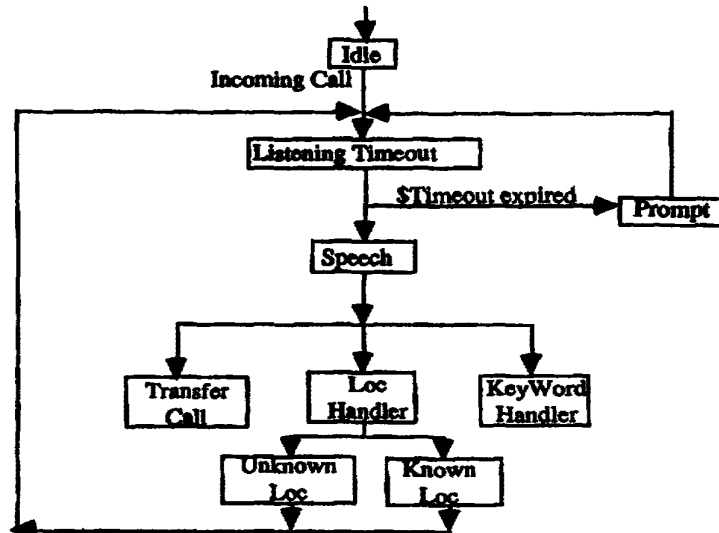 Idle
Incoming Call
Listening Timeout
$Timeout expired
Prompt
Speech
Transfer
Call
Loc
Handler
KeyWord
Handler
Unknown
Loc
Known
Loc